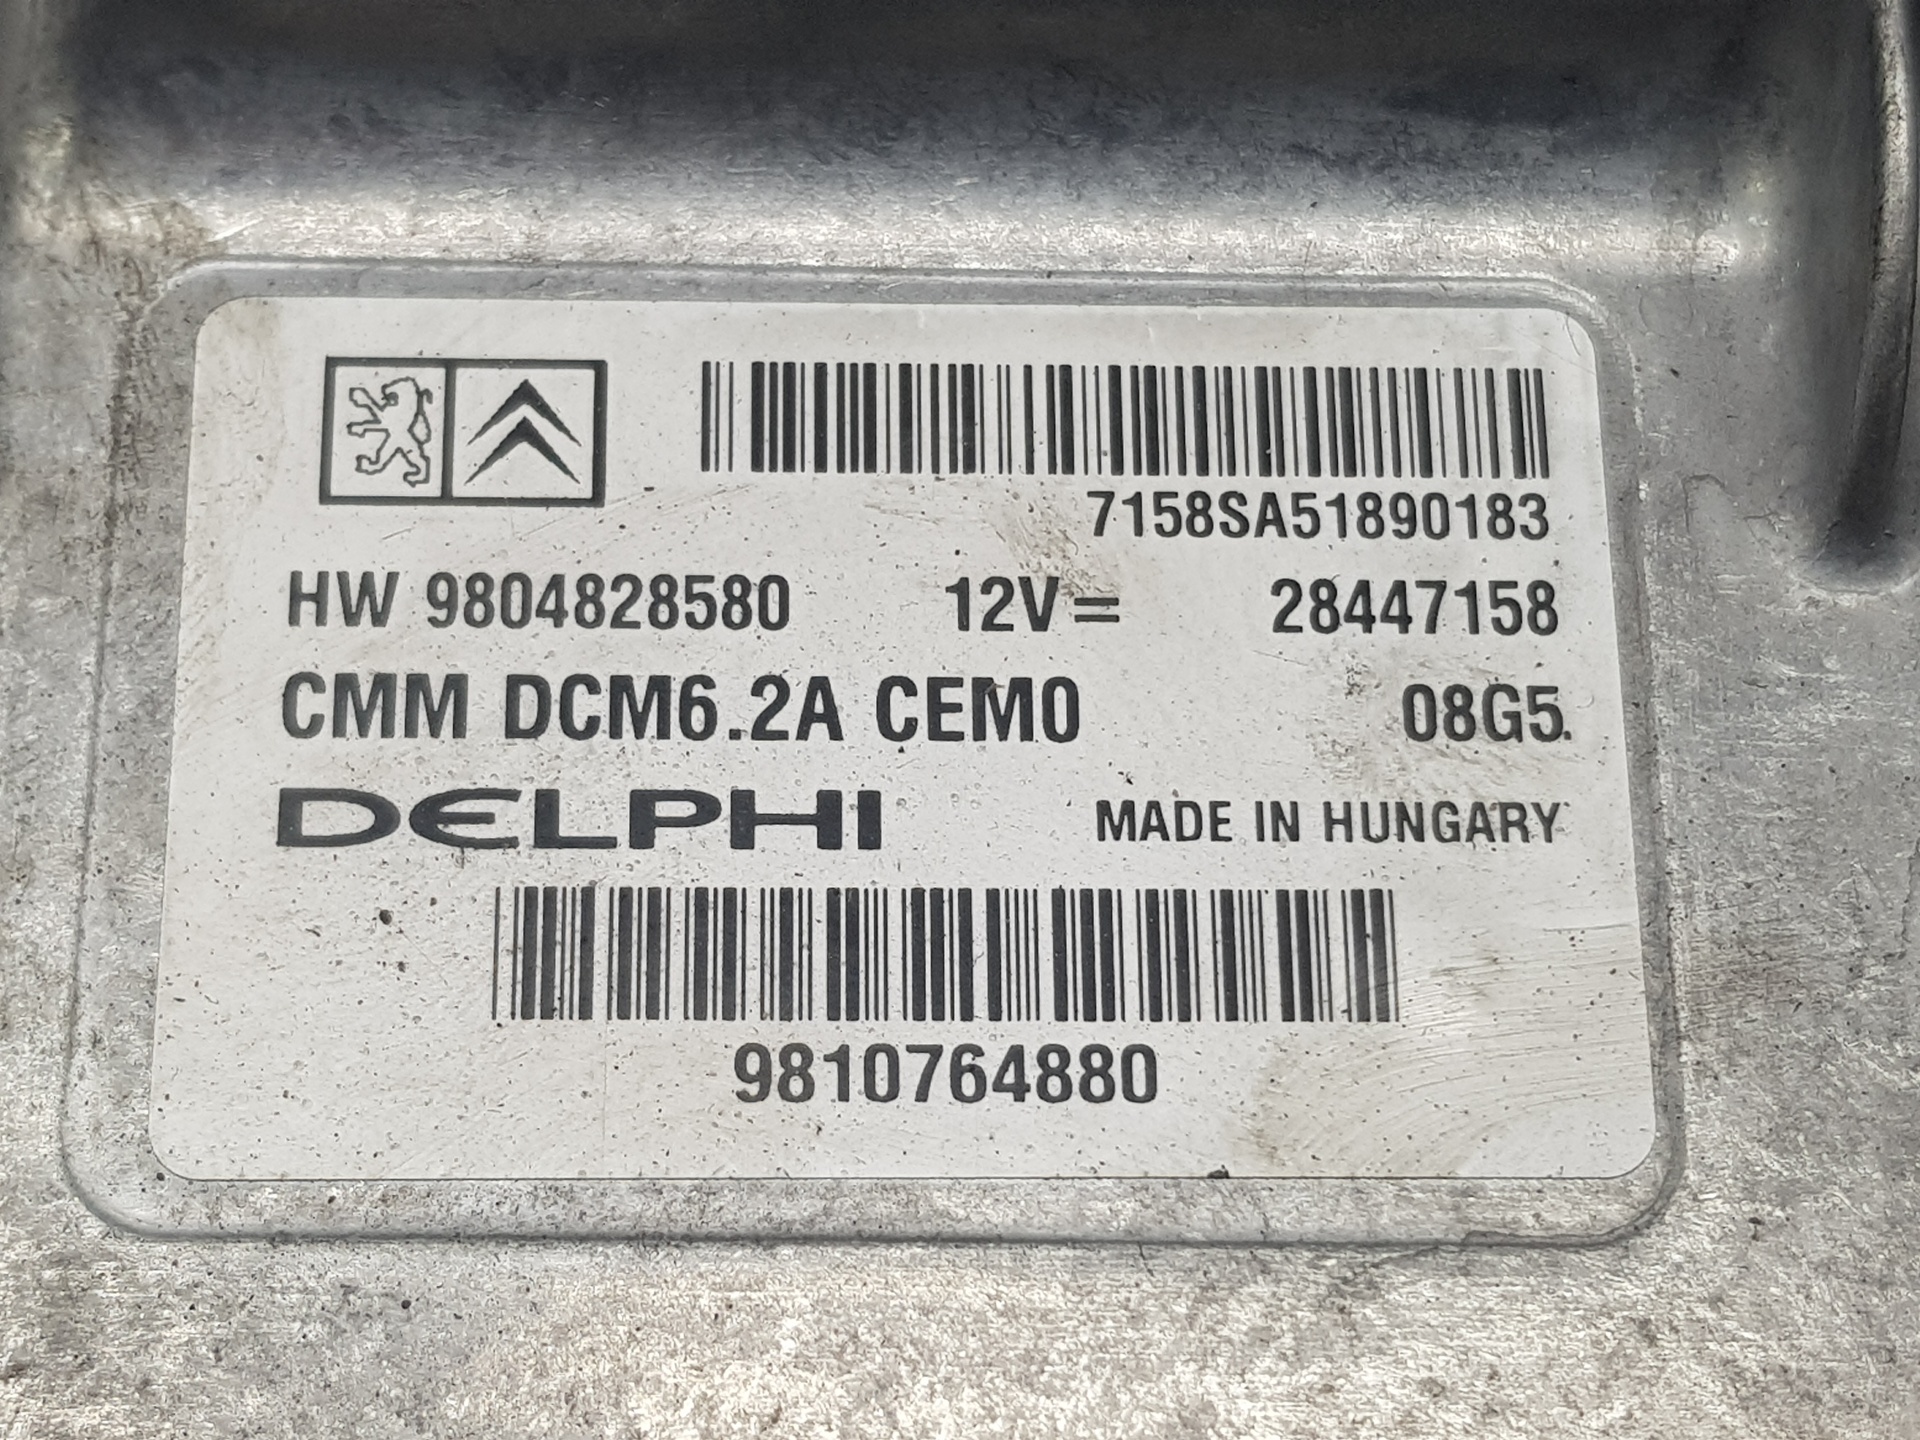 7158SA51890183
HW 9804828580 12V= 28447158
CMM DCM6.2A CEM0 08G5.
DELPHI MADE IN HUNGARY
9810764880